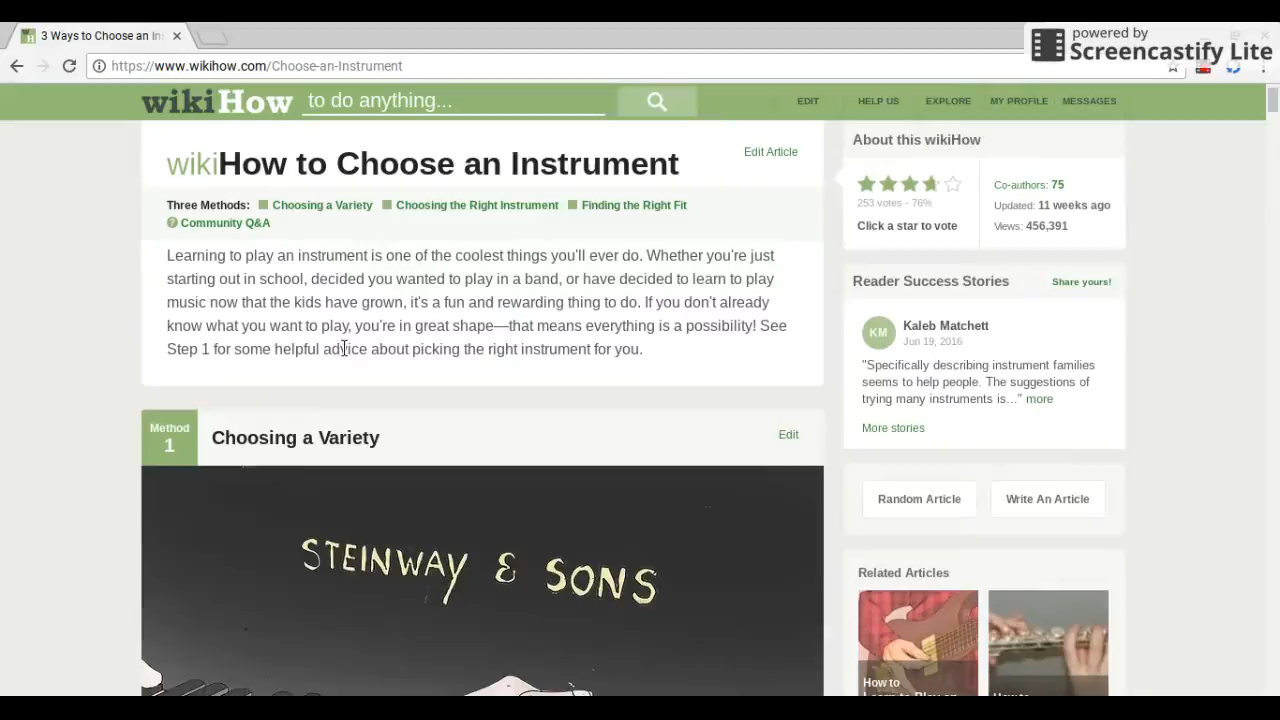 powered by
Screencastify Lite
3 Ways to Choose an In
https://www.wikihow.com/Choose-an-Instrument
wikiHow to do anything...
EDIT HELP US EXPLORE MY PROFILE MESSAGES
wikiHow to Choose an Instrument
Edit Article
Three Methods: Choosing a Variety Choosing the Right Instrument Finding the Right Fit
Community Q&A
Learning to play an instrument is one of the coolest things you'll ever do. Whether you're just
starting out in school, decided you wanted to play in a band, or have decided to learn to play
music now that the kids have grown, it's a fun and rewarding thing to do. If you don't already
know what you want to play, you're in great shape—that means everything is a possibility! See
Step 1 for some helpful advice about picking the right instrument for you.
Method
1
Choosing a Variety
Edit
STEINWAY & SONS
About this wikiHow
253 votes - 76%
Click a star to vote
Co-authors: 75
Updated: 11 weeks ago
Views: 456,391
Reader Success Stories
Share yours!
KM
Kaleb Matchett
Jun 19, 2016
"Specifically describing instrument families
seems to help people. The suggestions of
trying many instruments is..." more
More stories
Random Article
Write An Article
Related Articles
How to